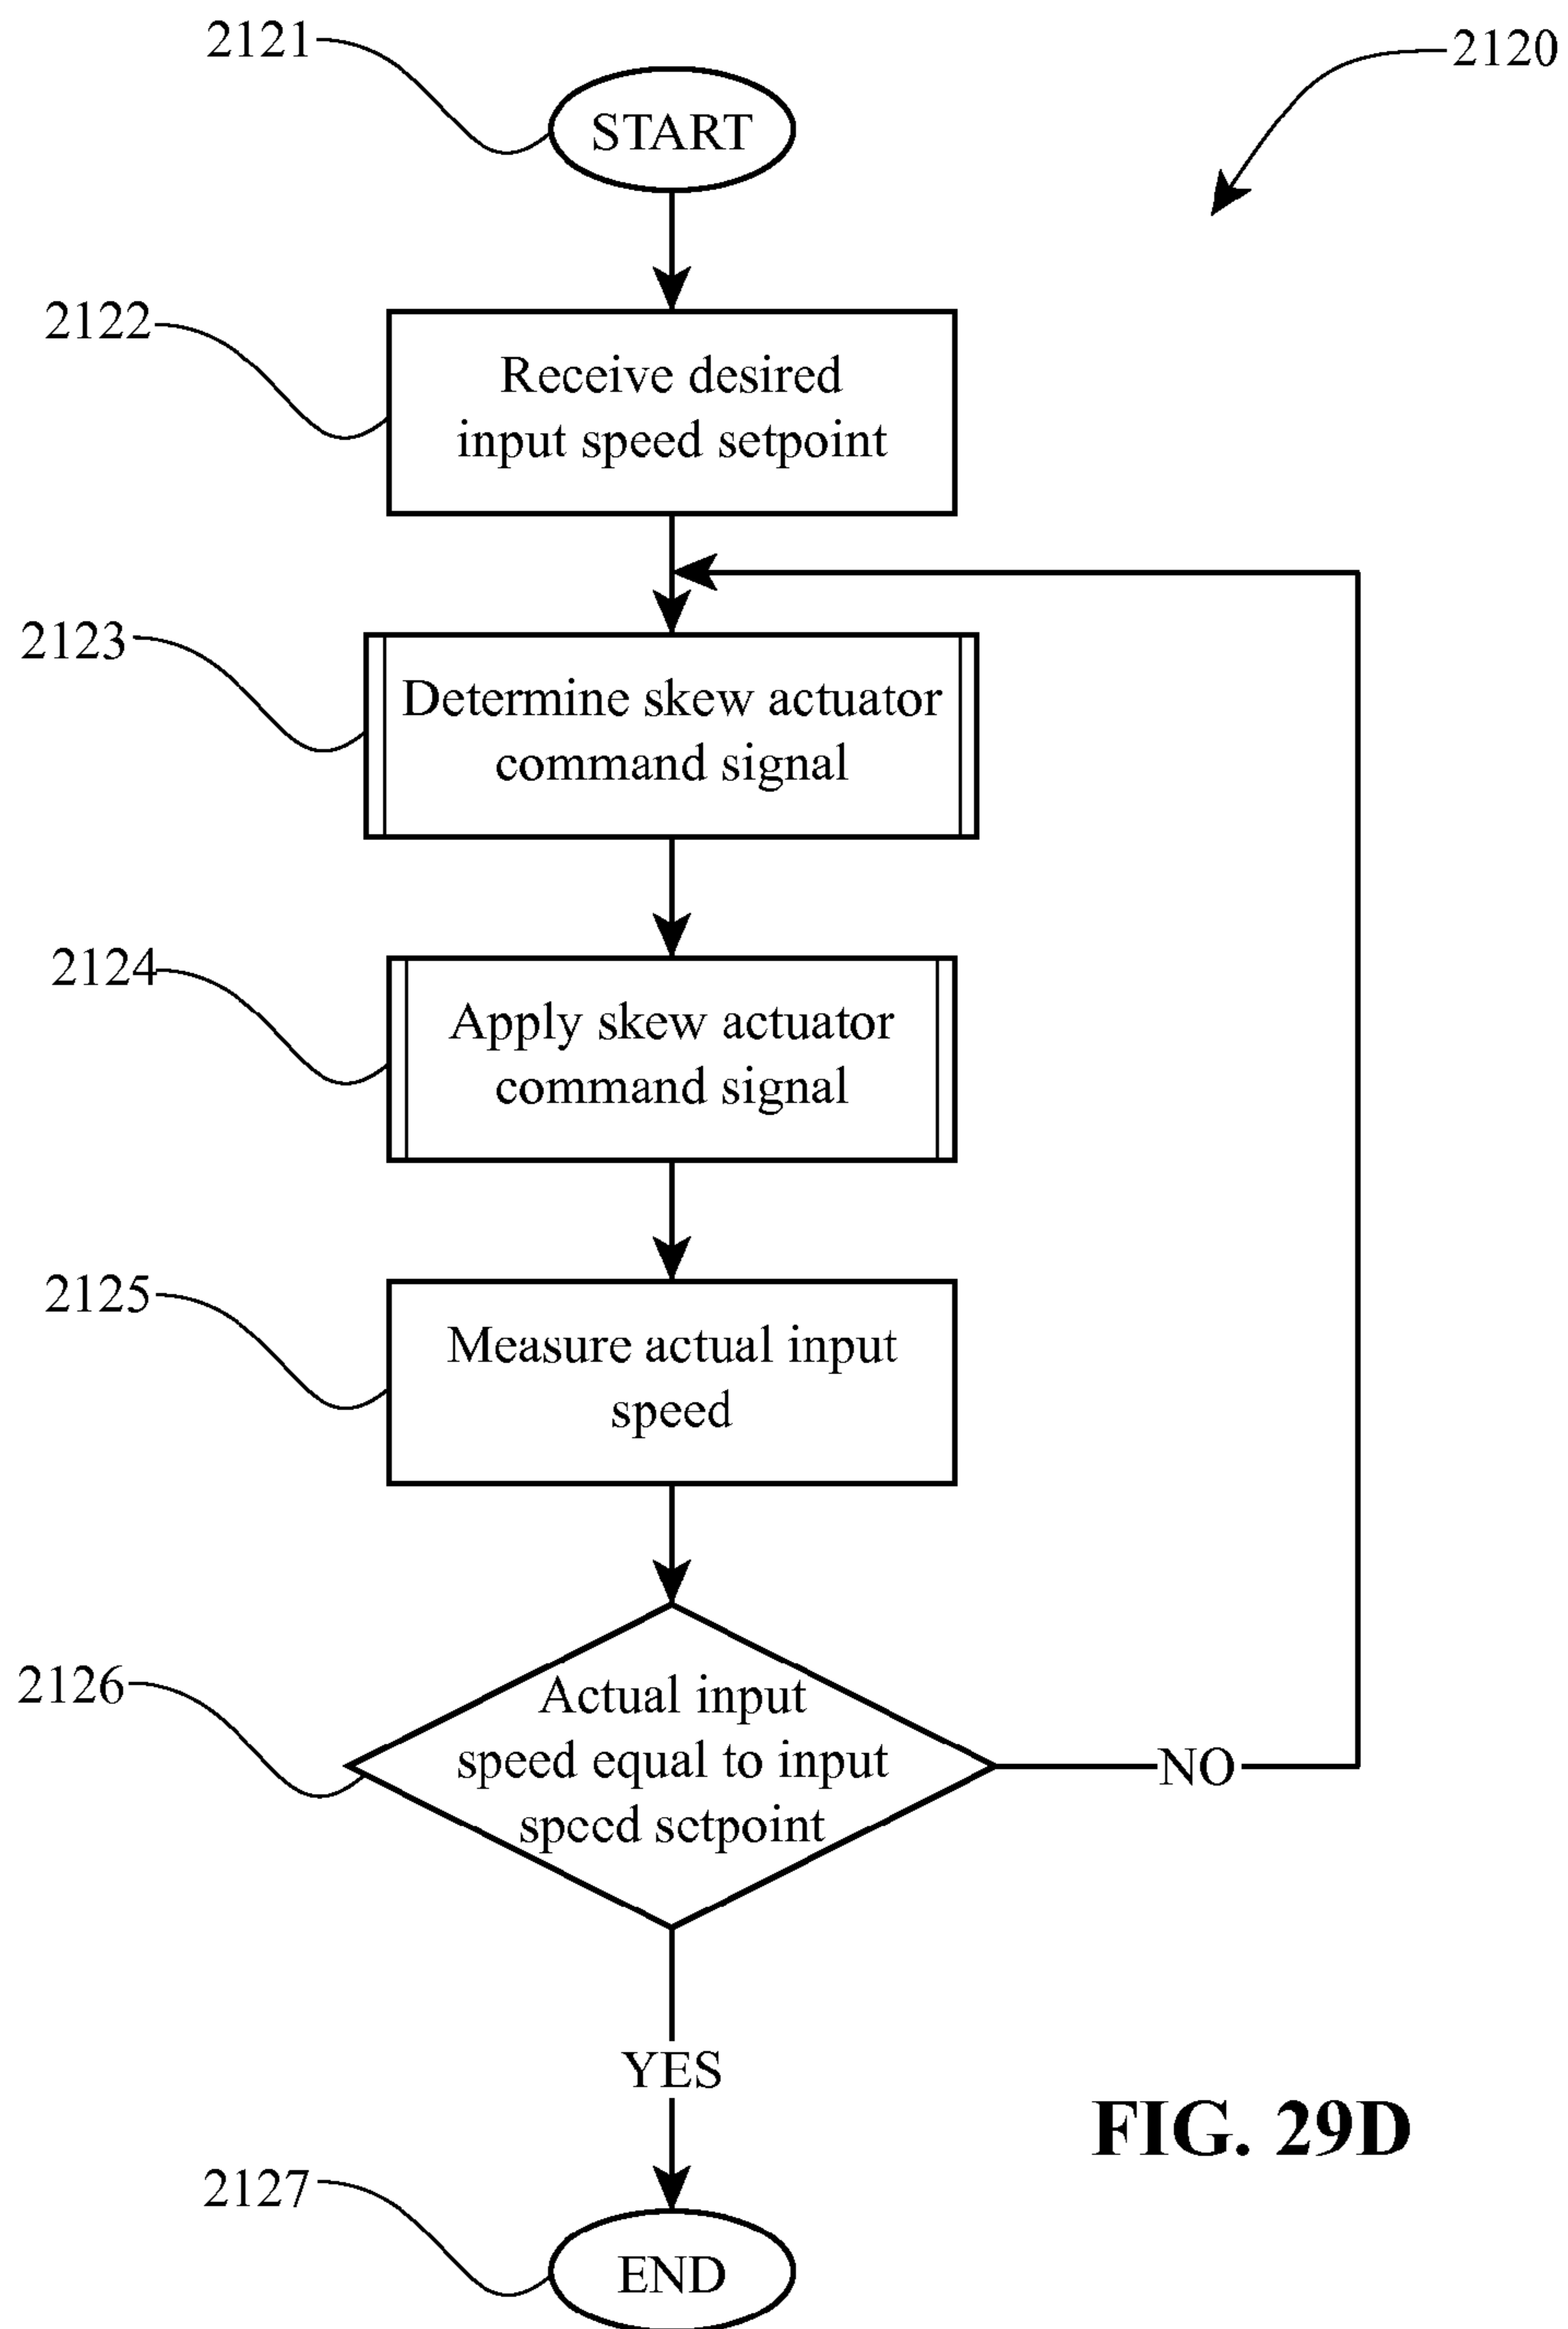 2121
2120
START
2122
Receive desired
input speed setpoint
2123
Determine skew actuator
command signal
2124
Apply skew actuator
command signal
2125
Measure actual input
speed
2126
Actual input
speed equal to input
speed setpoint
NO
YES
FIG. 29D
2127
END